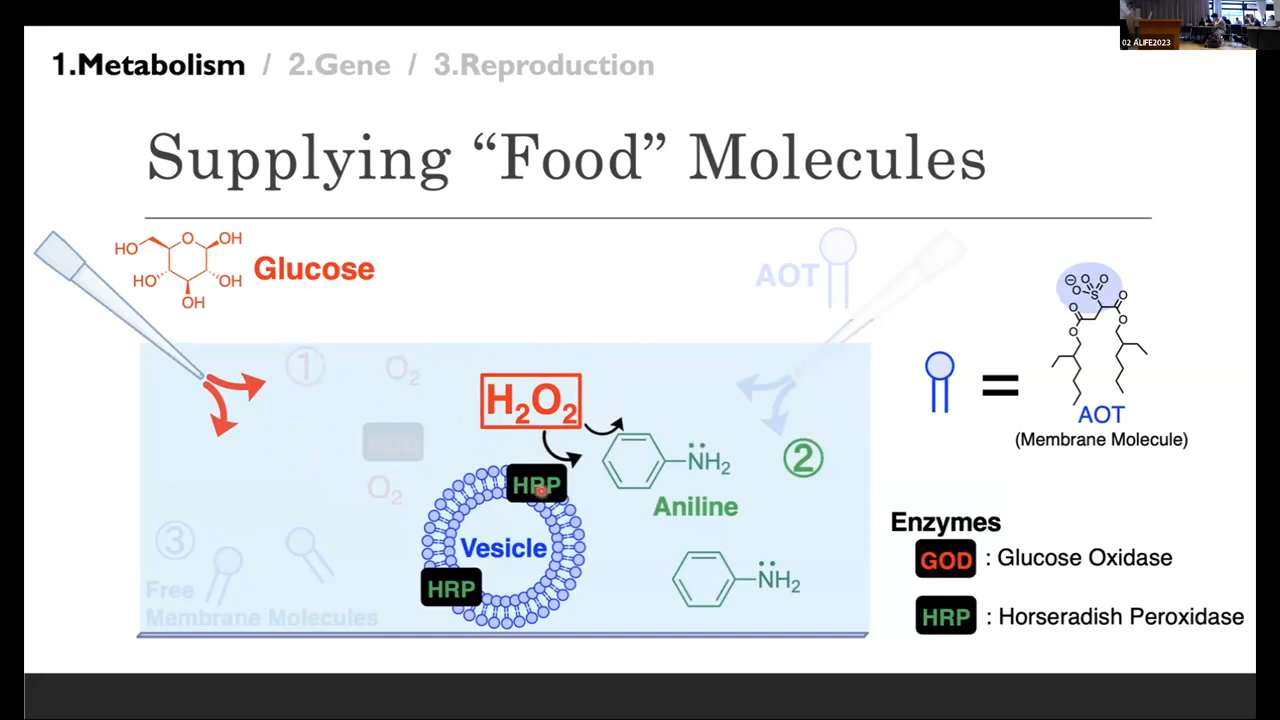 02 ALIFE2023
1.Metabolism / 2.Gene / 3.Reproduction
Supplying “Food” Molecules
HO
O
OH
HO
OH
OH
Glucose
AOT
①
O2
O2
H2O2
HRP
NH2
Aniline
②
Vesicle
HRP
NH2
③
Free
Membrane Molecules
⊖
O
O
O
S
O
O
O
O
=
AOT
(Membrane Molecule)
Enzymes
GOD : Glucose Oxidase
HRP : Horseradish Peroxidase